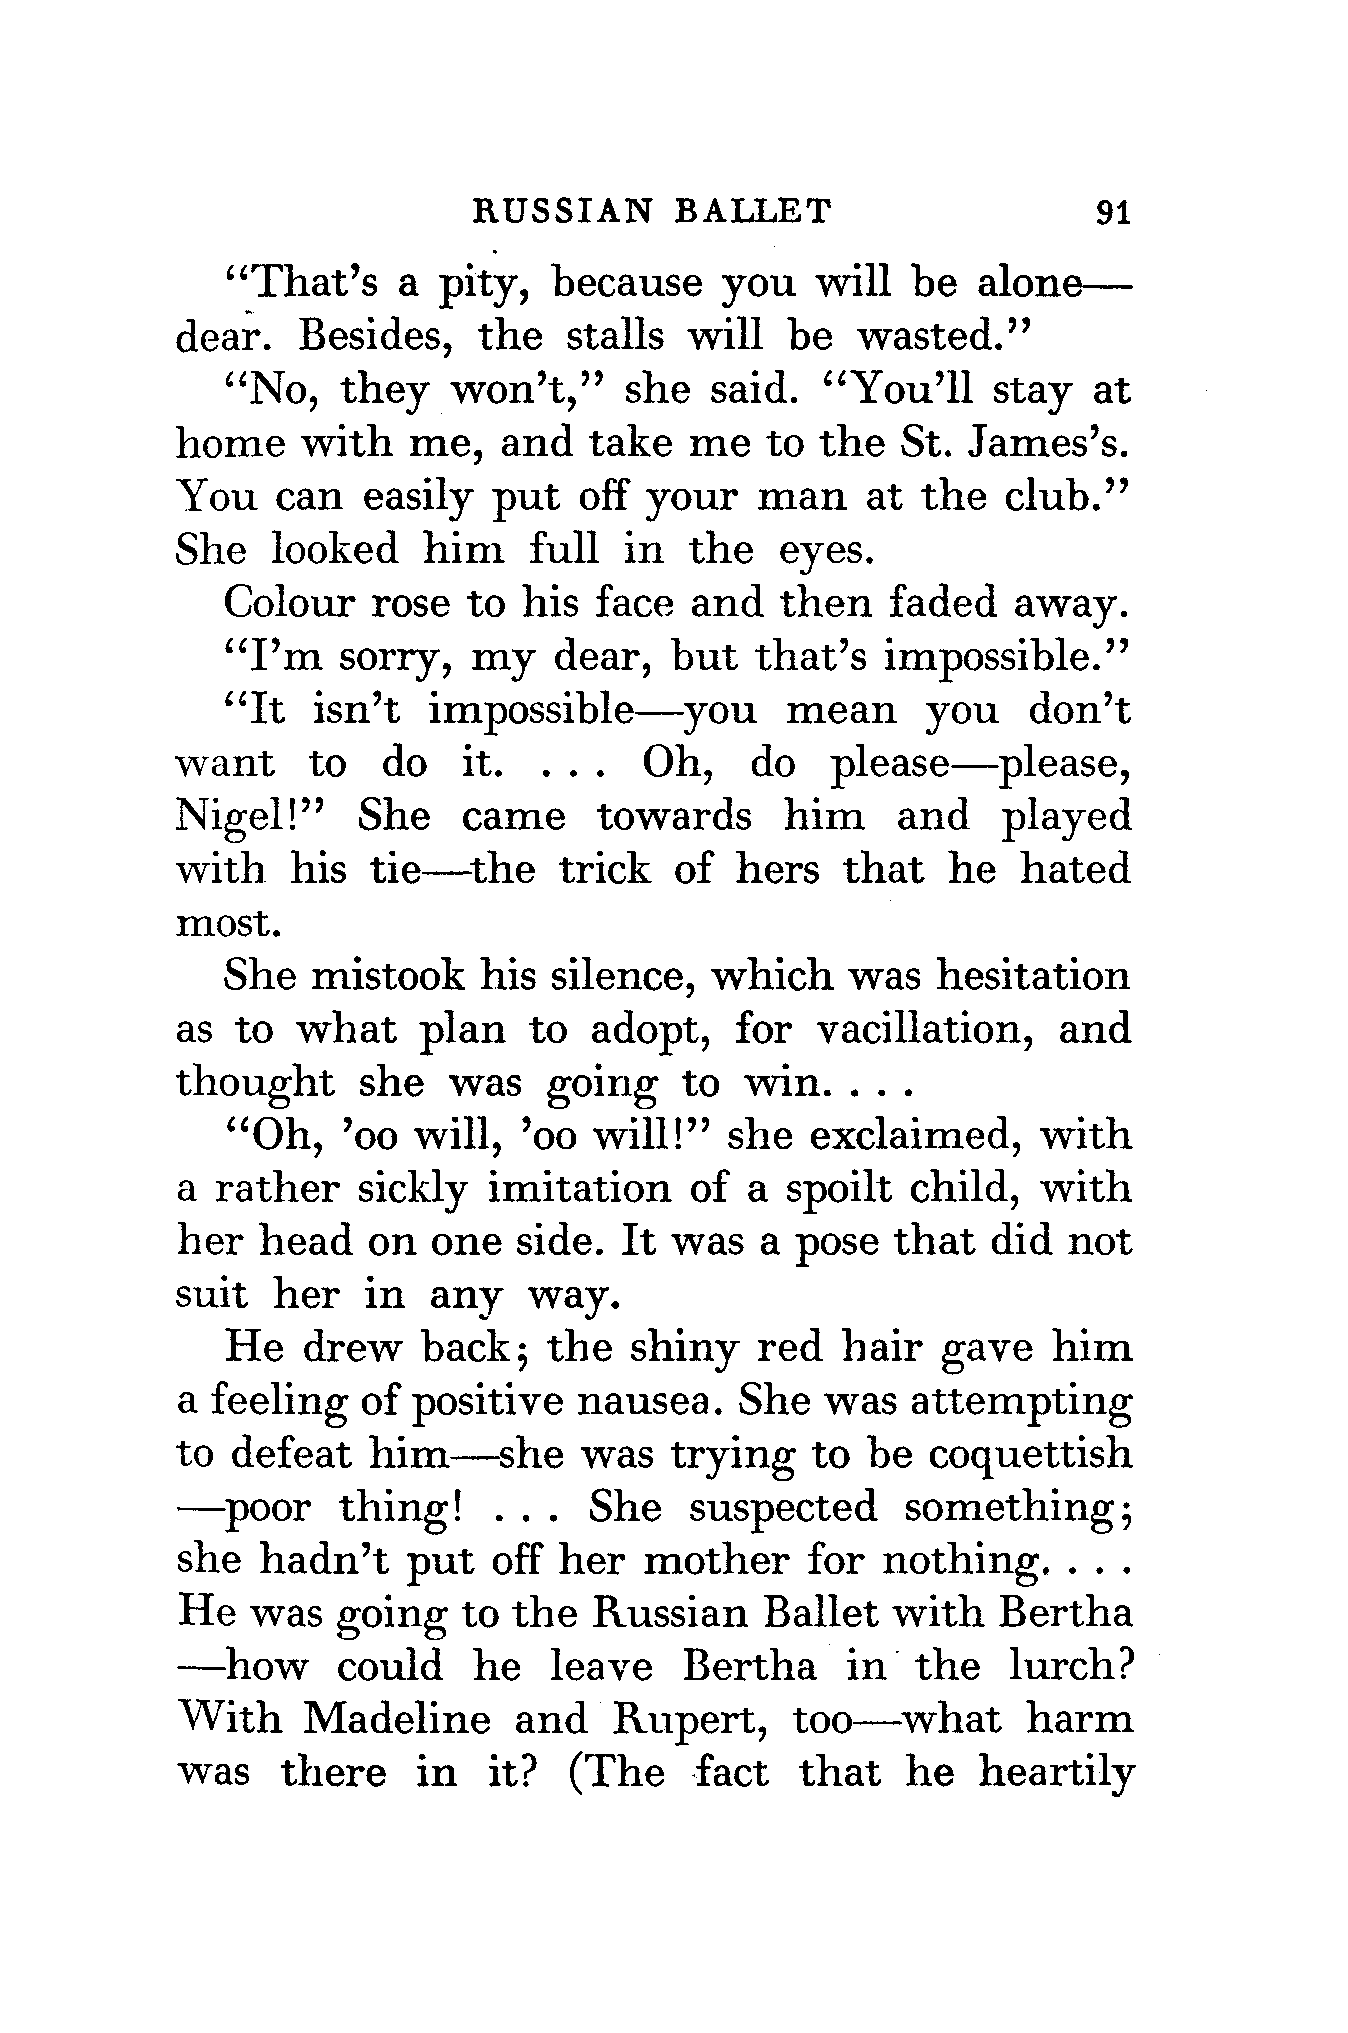 RUSSIAN BALLET 91
“That’s a pity, because you will be alone—
dear. Besides, the stalls will be wasted.”
“No, they won’t,” she said. “You’ll stay at
home with me, and take me to the St. James’s.
You can easily put off your man at the club.”
She looked him full in the eyes.
Colour rose to his face and then faded away.
“I’m sorry, my dear, but that’s impossible.”
“It isn’t impossible—you mean you don’t
want to do it. . . . Oh, do please—please,
Nigel!” She came towards him and played
with his tie—the trick of hers that he hated
most.
She mistook his silence, which was hesitation
as to what plan to adopt, for vacillation, and
thought she was going to win. . . .
“Oh, ’oo will, ’oo will!” she exclaimed, with
a rather sickly imitation of a spoilt child, with
her head on one side. It was a pose that did not
suit her in any way.
He drew back; the shiny red hair gave him
a feeling of positive nausea. She was attempting
to defeat him—she was trying to be coquettish
—poor thing! . . . She suspected something;
she hadn’t put off her mother for nothing. . . .
He was going to the Russian Ballet with Bertha
—how could he leave Bertha in the lurch?
With Madeline and Rupert, too—what harm
was there in it? (The fact that he heartily